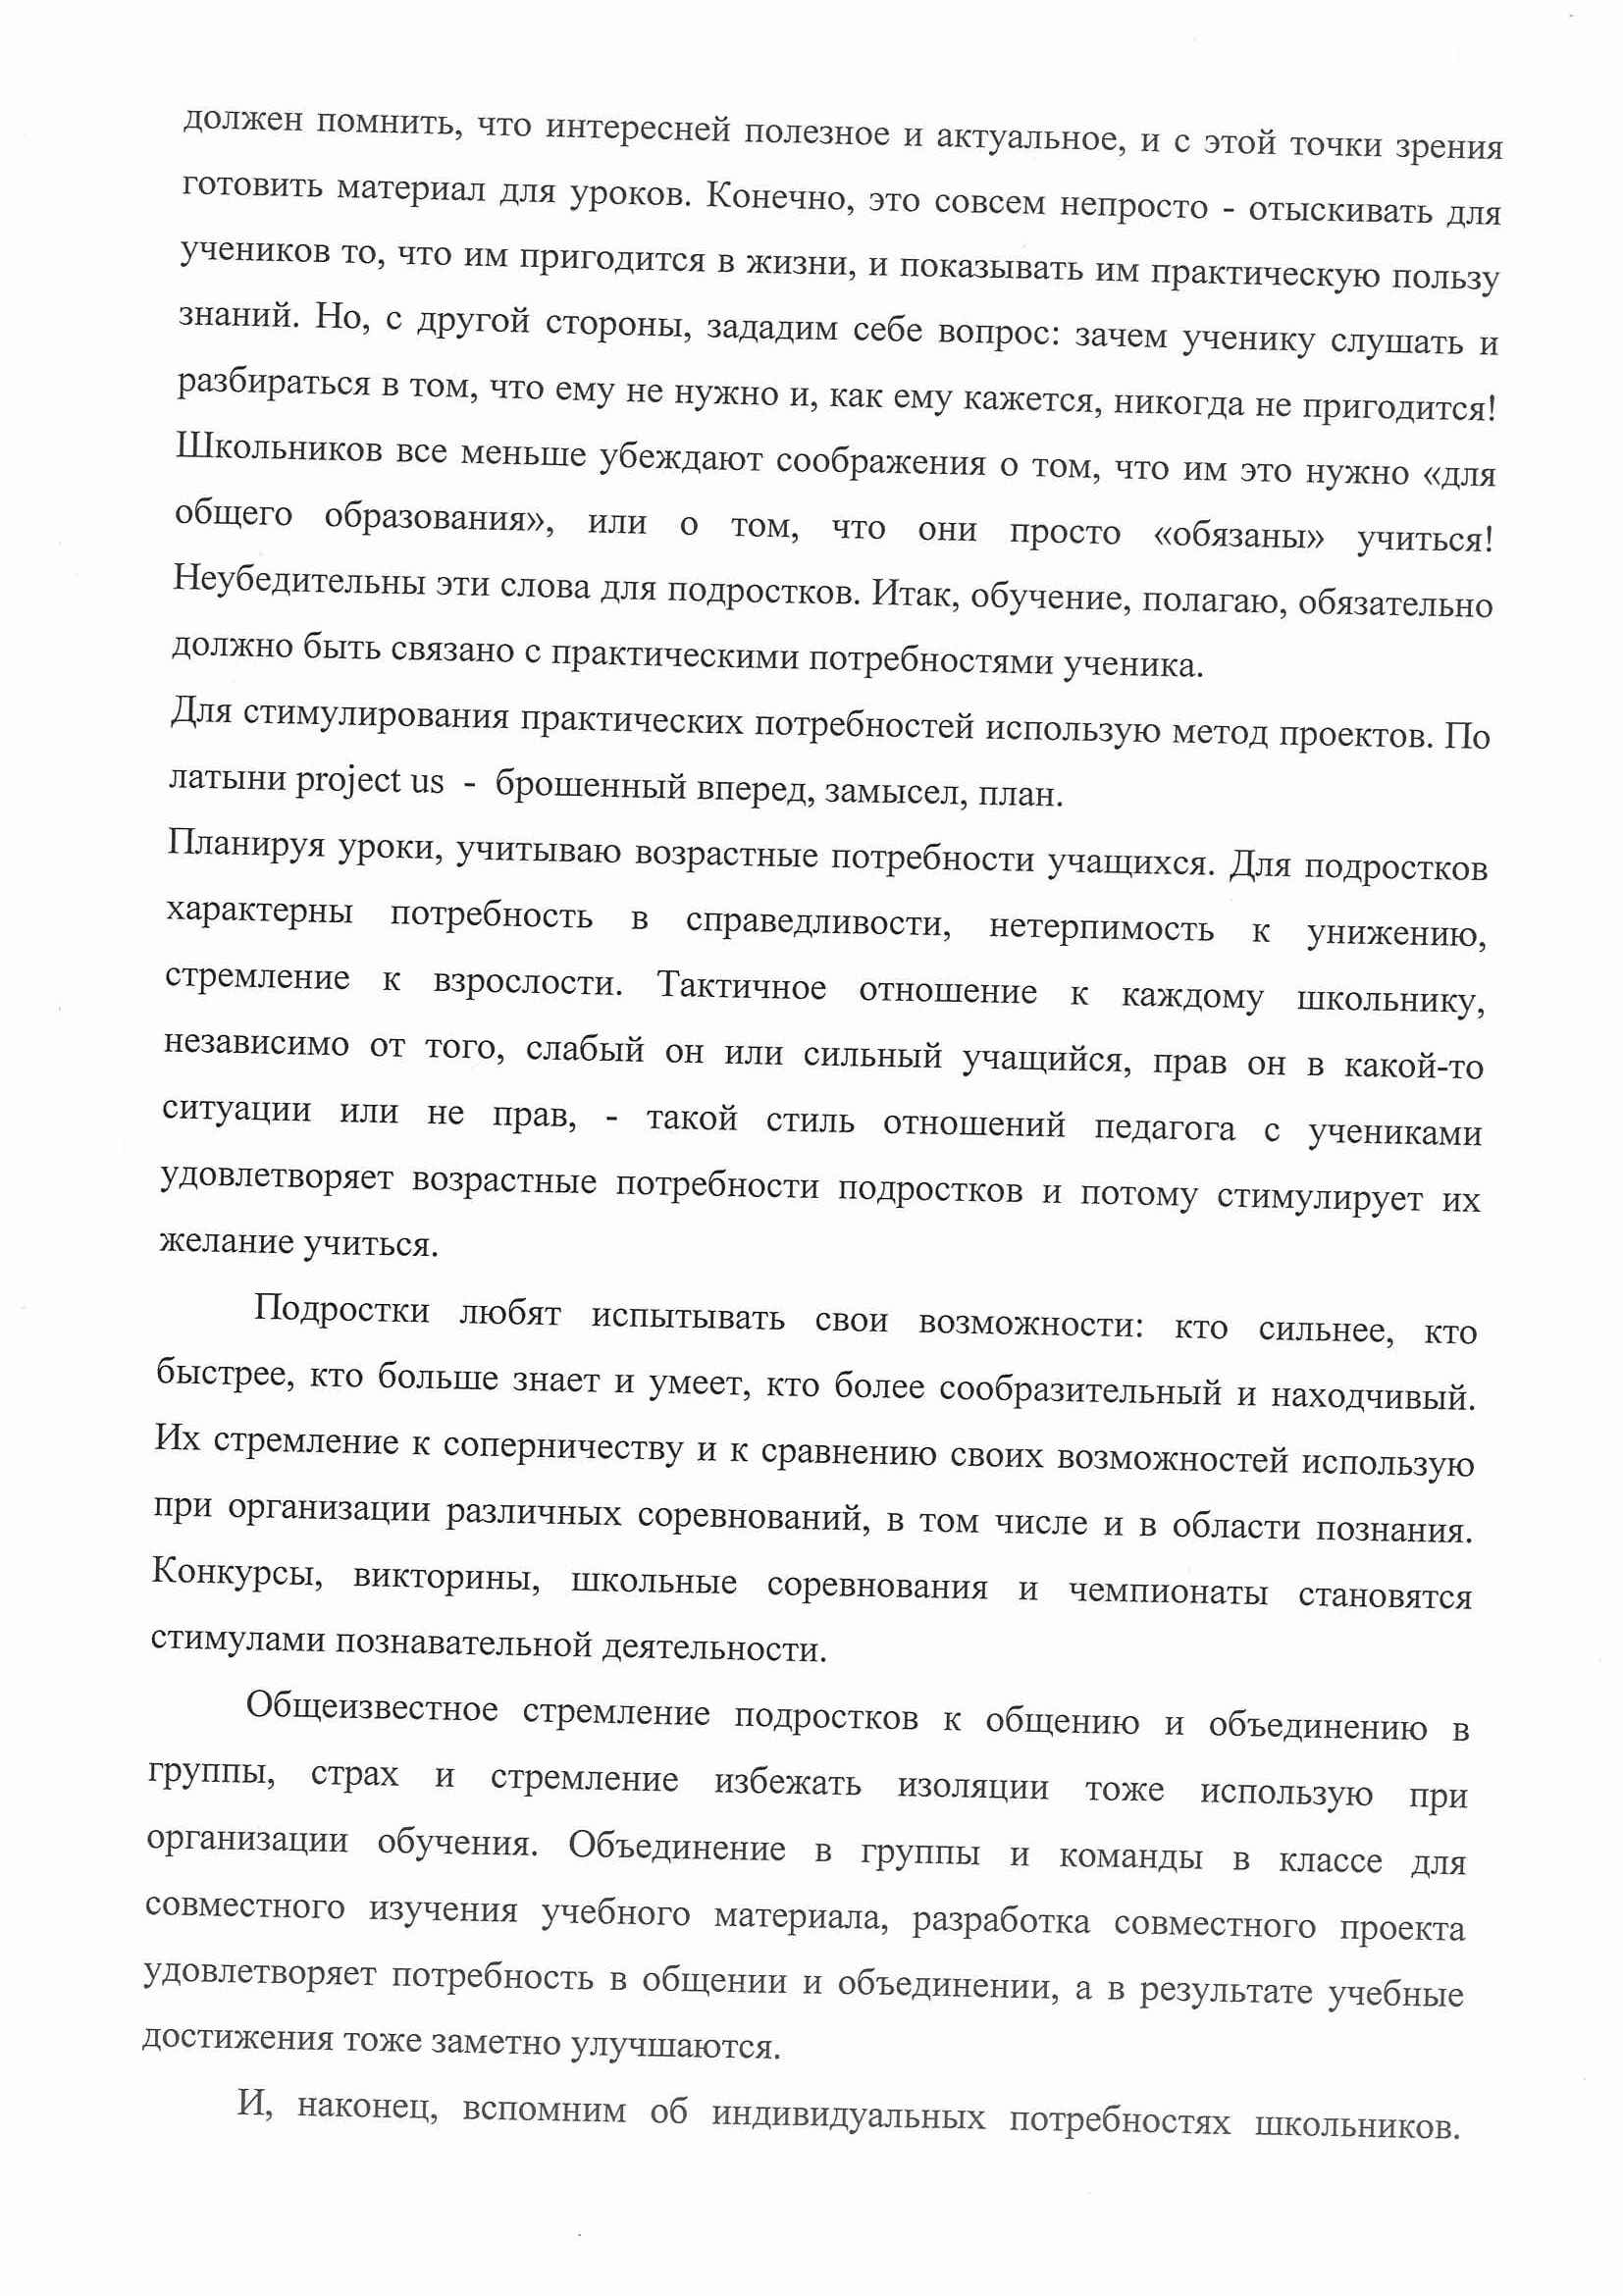 должен помнить, что интересней полезное и актуальное, и с этой точки зрения
готовить материал для уроков. Конечно, это совсем непросто - отыскивать для
учеников то, что им пригодится в жизни, и показывать им практическую пользу
знаний. Но, с другой стороны, зададим себе вопрос: зачем ученику слушать и
разбираться в том, что ему не нужно и, как ему кажется, никогда не пригодится!
Школьников все меньше убеждают соображения о том, что им это нужно «для
общего образования», или о том, что они просто «обязаны» учиться!
Неубедительны эти слова для подростков. Итак, обучение, полагаю, обязательно
должно быть связано с практическими потребностями ученика.
Для стимулирования практических потребностей использую метод проектов. По
латыни project us - брошенный вперед, замысел, план.
Планируя уроки, учитываю возрастные потребности учащихся. Для подростков
характерны потребность в справедливости, нетерпимость к унижению,
стремление к взрослости. Тактичное отношение к каждому школьнику,
независимо от того, слабый он или сильный учащийся, прав он в какой-то
ситуации или не прав, - такой стиль отношений педагога с учениками
удовлетворяет возрастные потребности подростков и потому стимулирует их
желание учиться.
Подростки любят испытывать свои возможности: кто сильнее, кто
быстрее, кто больше знает и умеет, кто более сообразительный и находчивый.
Их стремление к соперничеству и к сравнению своих возможностей использую
при организации различных соревнований, в том числе и в области познания.
Конкурсы, викторины, школьные соревнования и чемпионаты становятся
стимулами познавательной деятельности.
Общеизвестное стремление подростков к общению и объединению в
группы, страх и стремление избежать изоляции тоже использую при
организации обучения. Объединение в группы и команды в классе для
совместного изучения учебного материала, разработка совместного проекта
удовлетворяет потребность в общении и объединении, а в результате учебные
достижения тоже заметно улучшаются.
И, наконец, вспомним об индивидуальных потребностях школьников.